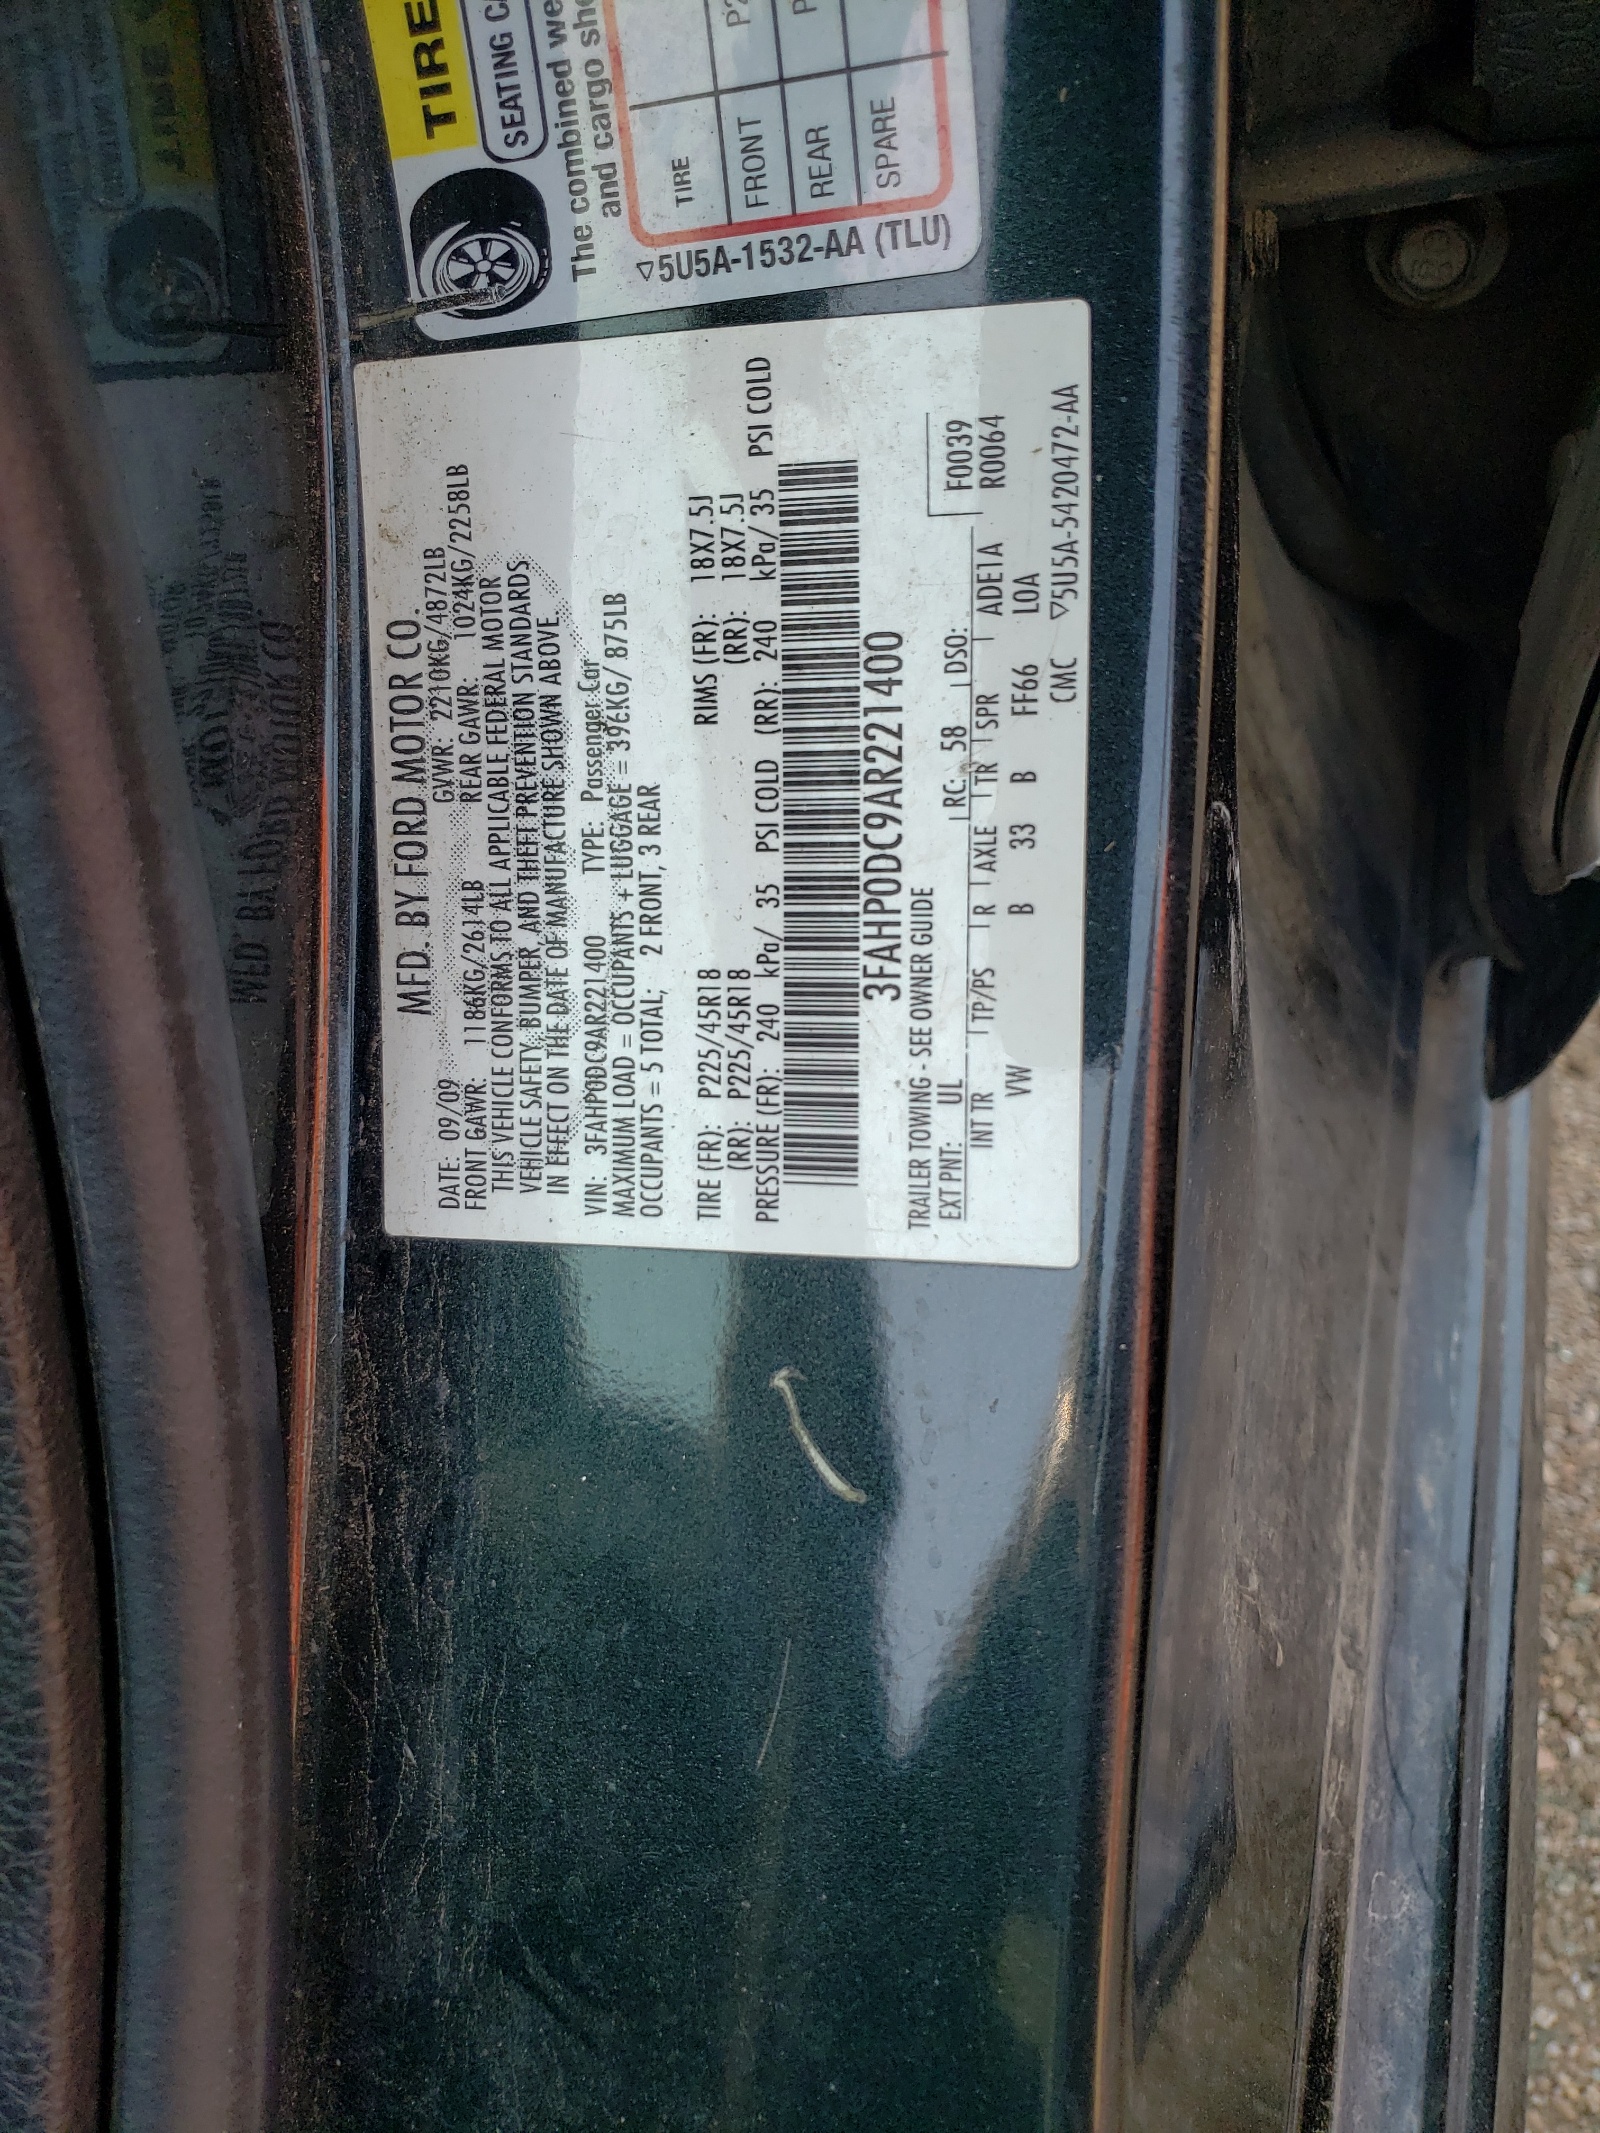 TIRE
SEATING
The combined
and cargo
TIRE
FRONT
REAR
SPARE
5U5A-1532-AA (TLU)
MFD. BY FORD MOTOR CO.
DATE: 09/09 GVWR: 2210KG/4872LB
FRONT GAWR: 1186KG/2614LB REAR GAWR: 1024KG/2258LB
THIS VEHICLE CONFORMS TO ALL APPLICABLE FEDERAL MOTOR
VEHICLE SAFETY, BUMPER, AND THEFT PREVENTION STANDARDS
IN EFFECT ON THE DATE OF MANUFACTURE SHOWN ABOVE.
VIN: 3FAHP0DC9AR221400 TYPE: Passenger Car
MAXIMUM LOAD = OCCUPANTS + LUGGAGE = 396KG/ 875LB
OCCUPANTS = 5 TOTAL; 2 FRONT, 3 REAR
TIRE (FR): P225/45R18 RIMS (FR): 18X7.5J
(RR): P225/45R18 (RR): 18X7.5J
PRESSURE (FR): 240 kPa/ 35 PSI COLD (RR): 240 kPa/ 35 PSI COLD
3FAHP0DC9AR221400
TRAILER TOWING - SEE OWNER GUIDE
EXT PNT: UL RC: 58 DSO: F0039
INT TR TP/PS R AXLE TR SPR ADE1A R0064
VW B 33 B FF66 LOA
CMC 5U5A-5420472-AA